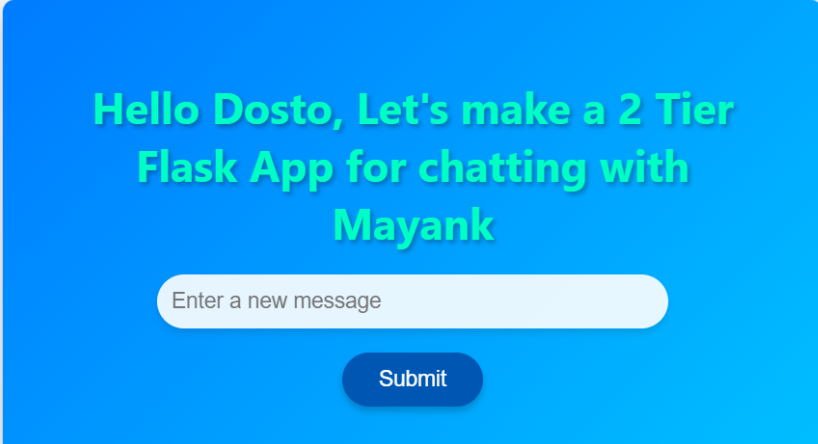 Hello Dosto, Let's make a 2 Tier
Flask App for chatting with
Mayank
Enter a new message
Submit